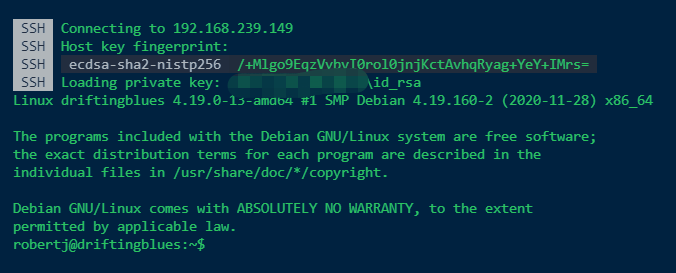 SSH Connecting to 192.168.239.149
SSH Host key fingerprint:
SSH ecdsa-sha2-nistp256 /+Mlgo9EqzVvhvT0rol0jnjKctAvhqRyag+YeY+IMrs=
SSH Loading private key: \id_rsa
Linux driftingblues 4.19.0-13-amd64 #1 SMP Debian 4.19.160-2 (2020-11-28) x86_64
The programs included with the Debian GNU/Linux system are free software;
the exact distribution terms for each program are described in the
individual files in /usr/share/doc/*/copyright.
Debian GNU/Linux comes with ABSOLUTELY NO WARRANTY, to the extent
permitted by applicable law.
robertj@driftingblues:~$